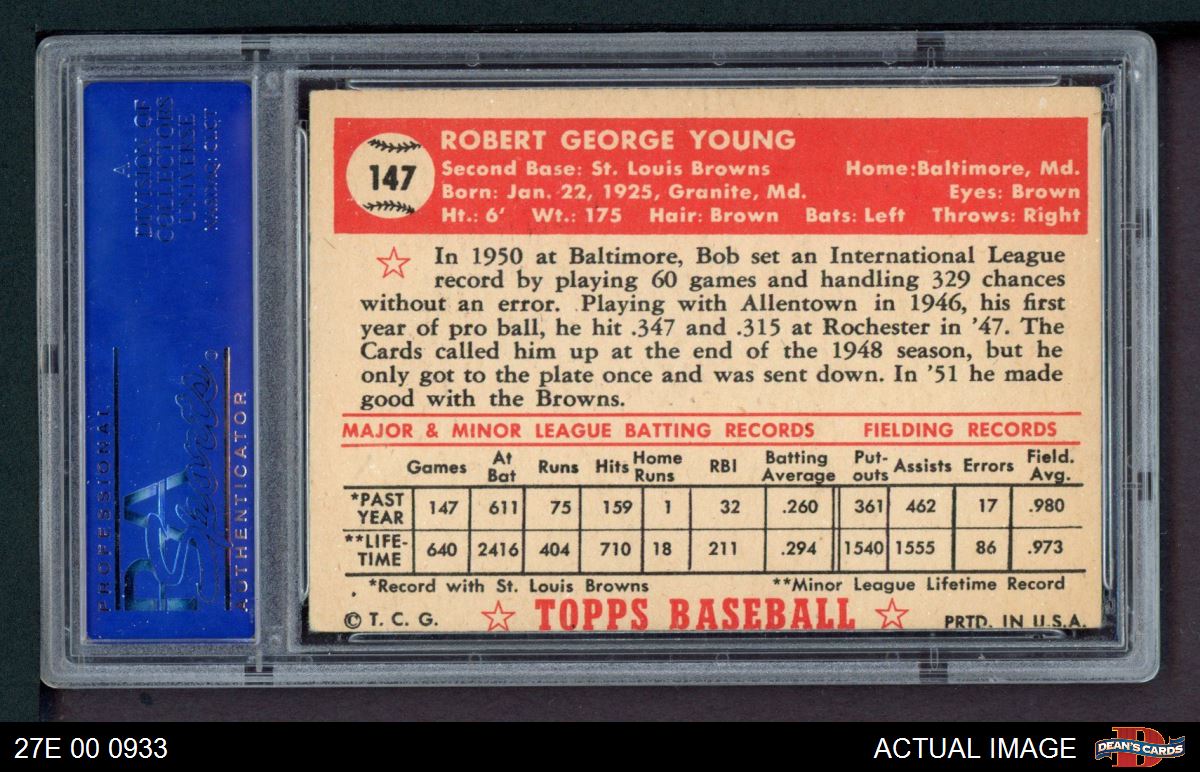 A
DIVISION OF
COLLECTORS
UNIVERSE
NASDAQ: CLCT
PROFESSIONAL
PSA
AUTHENTICATOR
147
ROBERT GEORGE YOUNG
Second Base: St. Louis Browns Home:Baltimore, Md.
Born: Jan. 22, 1925, Granite, Md. Eyes: Brown
Ht.: 6' Wt.: 175 Hair: Brown Bats: Left Throws: Right
In 1950 at Baltimore, Bob set an International League
record by playing 60 games and handling 329 chances
without an error. Playing with Allentown in 1946, his first
year of pro ball, he hit .347 and .315 at Rochester in '47. The
Cards called him up at the end of the 1948 season, but he
only got to the plate once and was sent down. In '51 he made
good with the Browns.
MAJOR & MINOR LEAGUE BATTING RECORDS FIELDING RECORDS
Games At Bat Runs Hits Home Runs RBI Batting Average Put-outs Assists Errors Field. Avg.
*PAST YEAR 147 611 75 159 1 32 .260 361 462 17 .980
**LIFE-TIME 640 2416 404 710 18 211 .294 1540 1555 86 .973
*Record with St. Louis Browns **Minor League Lifetime Record
© T. C. G. TOPPS BASEBALL PRTD. IN U.S.A.
27E 00 0933 ACTUAL IMAGE D DEAN'S CARDS